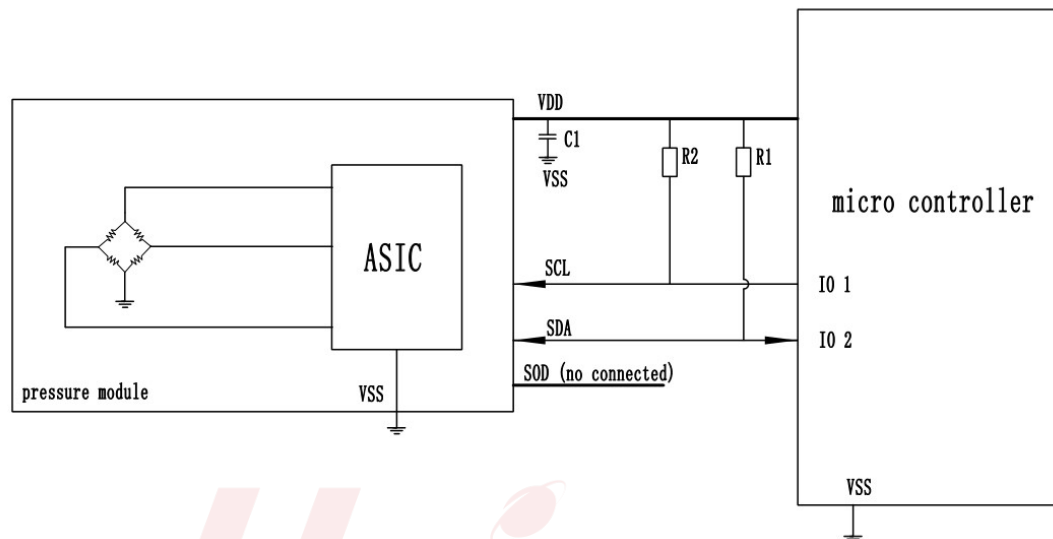 VDD
C1
VSS
R2
R1
micro controller
ASIC
SCL
IO 1
SDA
IO 2
SOD (no connected)
pressure module
VSS
VSS